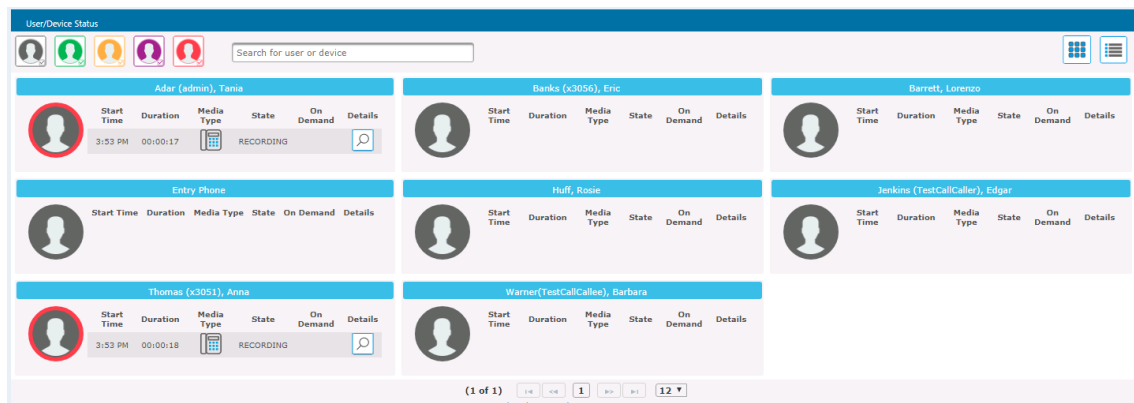 User/Device Status
Search for user or device
Adar (admin), Tania
Start Time Duration Media Type State On Demand Details
3:53 PM 00:00:17 RECORDING
Banks (x3056), Eric
Start Time Duration Media Type State On Demand Details
Barrett, Lorenzo
Start Time Duration Media Type State On Demand Details
Entry Phone
Start Time Duration Media Type State On Demand Details
Huff, Rosie
Start Time Duration Media Type State On Demand Details
Jenkins (TestCallCaller), Edgar
Start Time Duration Media Type State On Demand Details
Thomas (x3051), Anna
Start Time Duration Media Type State On Demand Details
3:53 PM 00:00:18 RECORDING
Warner(TestCallCallee), Barbara
Start Time Duration Media Type State On Demand Details
(1 of 1) 1 12